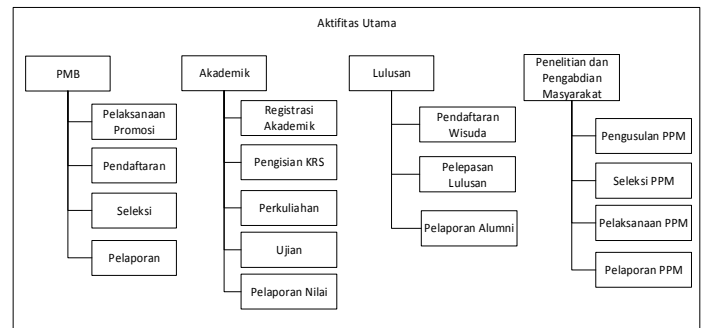 Aktifitas Utama
PMB
Pelaksanaan
Promosi
Pendaftaran
Seleksi
Pelaporan
Akademik
Registrasi
Akademik
Pengisian KRS
Perkuliahan
Ujian
Pelaporan Nilai
Lulusan
Pendaftaran
Wisuda
Pelepasan
Lulusan
Pelaporan Alumni
Penelitian dan
Pengabdian
Masyarakat
Pengusulan PPM
Seleksi PPM
Pelaksanaan PPM
Pelaporan PPM